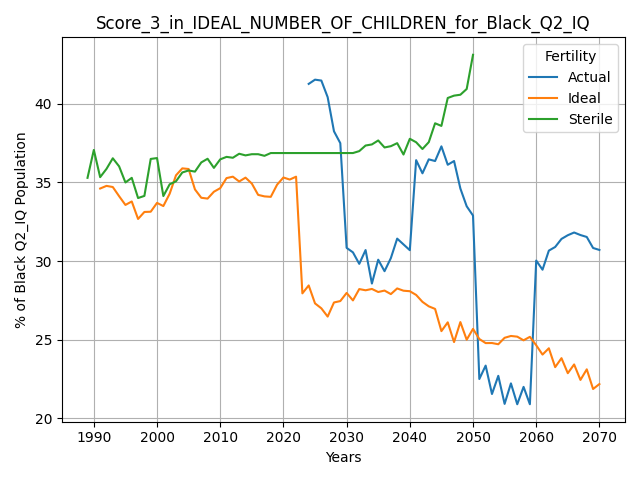 Score_3_in_IDEAL_NUMBER_OF_CHILDREN_for_Black_Q2_IQ
% of Black Q2_IQ Population
40
35
30
25
20
Fertility
Actual
Ideal
Sterile
1990 2000 2010 2020 2030 2040 2050 2060 2070
Years